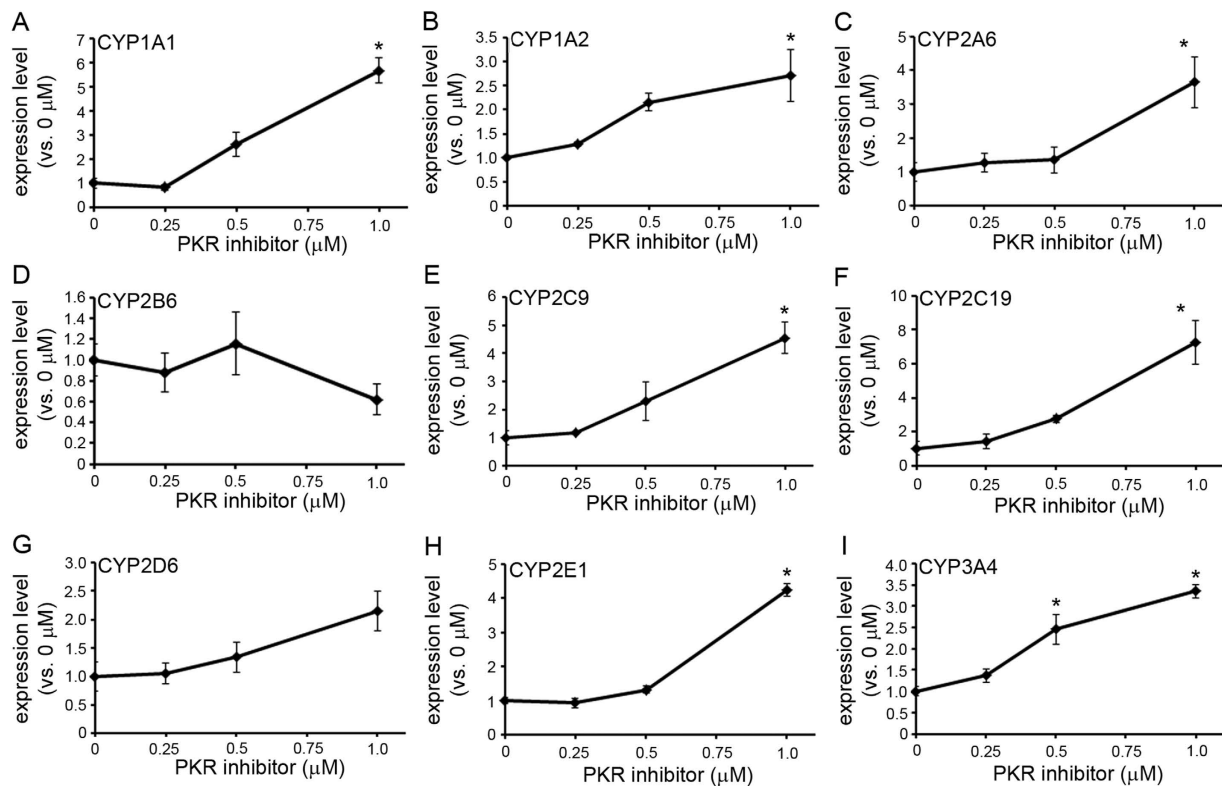 A
CYP1A1
expression level
(vs. 0 μM)
7
6
5
4
3
2
1
0
*
0 0.25 0.5 0.75 1.0
PKR inhibitor (μM)
B
CYP1A2
expression level
(vs. 0 μM)
3.5
3.0
2.5
2.0
1.5
1.0
0.5
0
*
0 0.25 0.5 0.75 1.0
PKR inhibitor (μM)
C
CYP2A6
expression level
(vs. 0 μM)
5
4
3
2
1
0
*
0 0.25 0.5 0.75 1.0
PKR inhibitor (μM)
D
CYP2B6
expression level
(vs. 0 μM)
1.6
1.4
1.2
1.0
0.8
0.6
0.4
0.2
0
0 0.25 0.5 0.75 1.0
PKR inhibitor (μM)
E
CYP2C9
expression level
(vs. 0 μM)
6
5
4
3
2
1
0
*
0 0.25 0.5 0.75 1.0
PKR inhibitor (μM)
F
CYP2C19
expression level
(vs. 0 μM)
10
8
6
4
2
0
*
0 0.25 0.5 0.75 1.0
PKR inhibitor (μM)
G
CYP2D6
expression level
(vs. 0 μM)
3.0
2.5
2.0
1.5
1.0
0.5
0
0 0.25 0.5 0.75 1.0
PKR inhibitor (μM)
H
CYP2E1
expression level
(vs. 0 μM)
5
4
3
2
1
0
*
0 0.25 0.5 0.75 1.0
PKR inhibitor (μM)
I
CYP3A4
expression level
(vs. 0 μM)
4.0
3.5
3.0
2.5
2.0
1.5
1.0
0.5
0
* *
0 0.25 0.5 0.75 1.0
PKR inhibitor (μM)